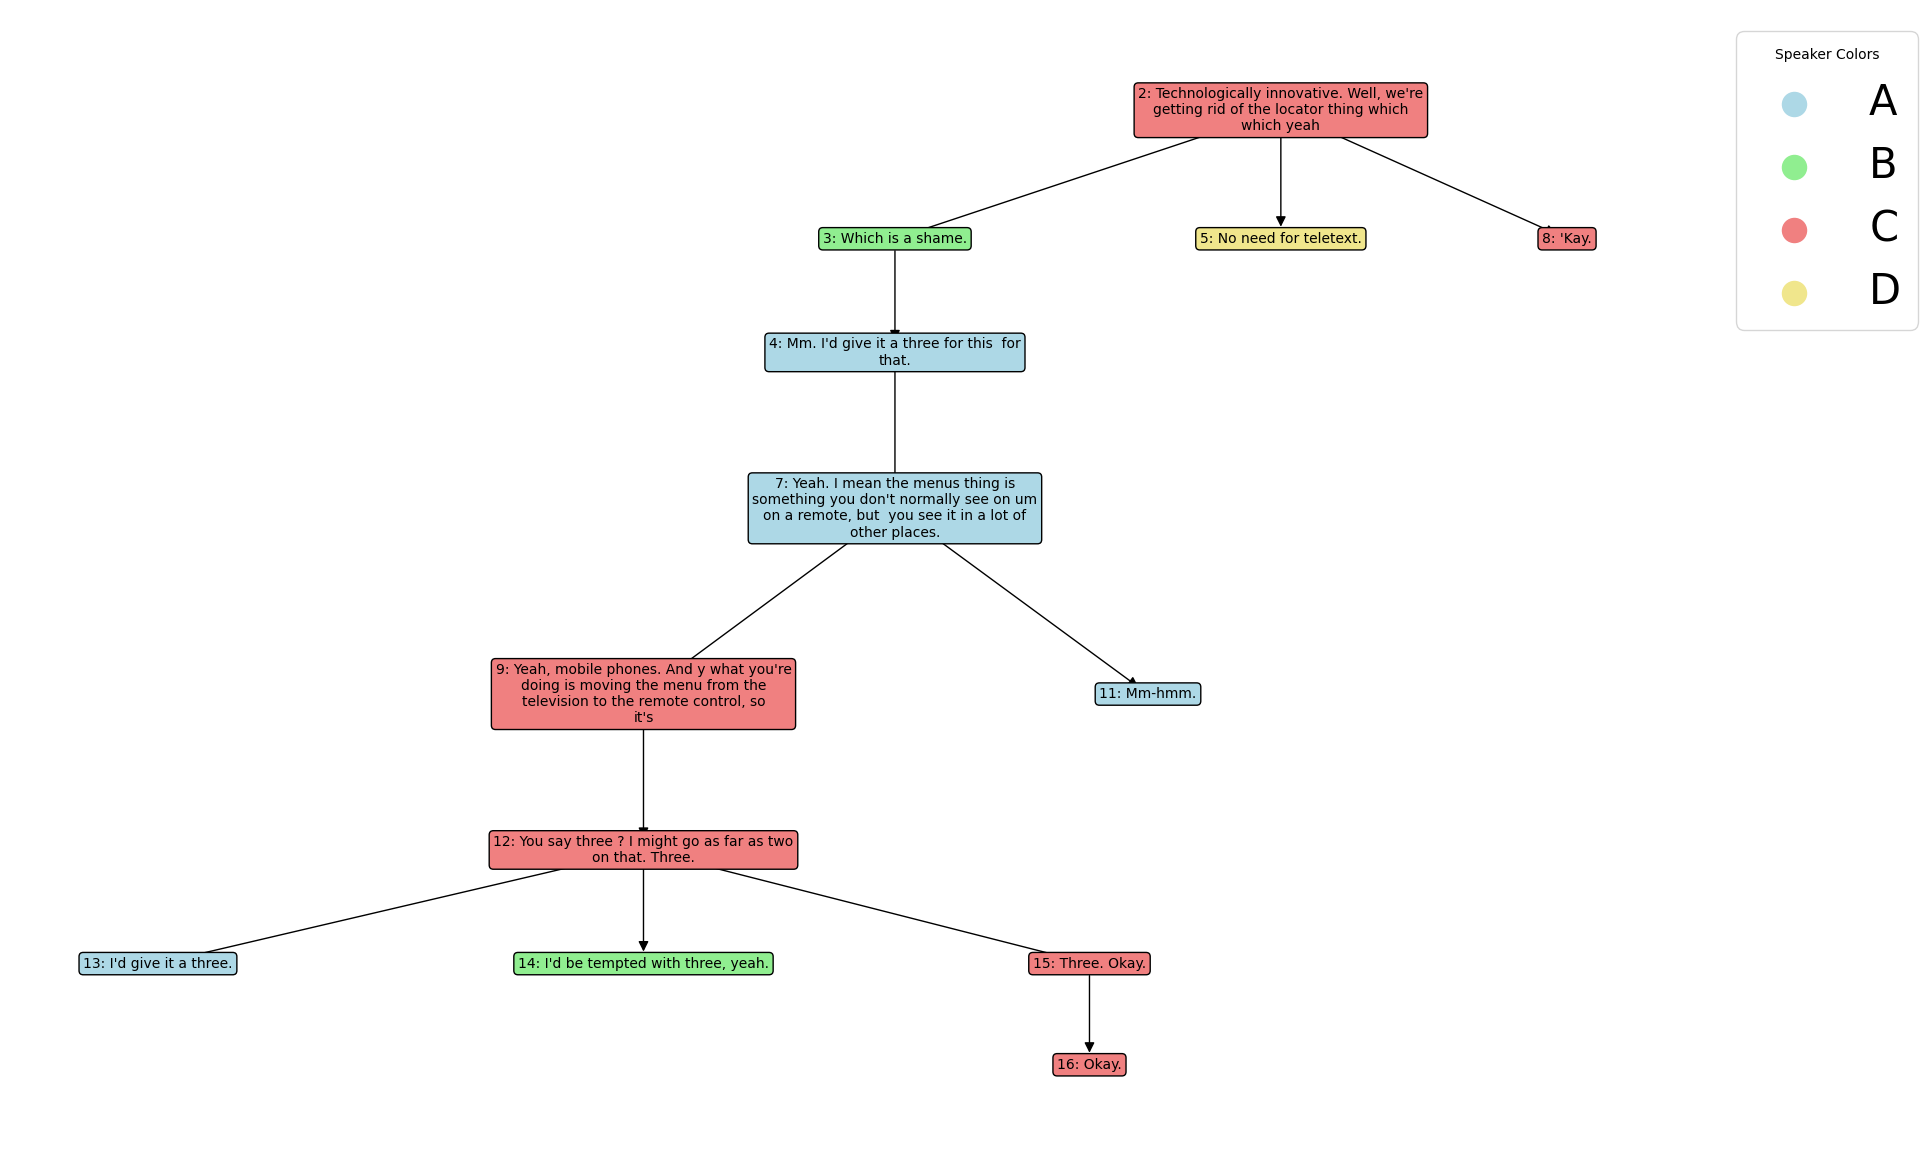 Speaker Colors
A
B
C
D
2: Technologically innovative. Well, we're
getting rid of the locator thing which
which yeah
3: Which is a shame.
5: No need for teletext.
8: 'Kay.
4: Mm. I'd give it a three for this  for
that.
7: Yeah. I mean the menus thing is
something you don't normally see on um
on a remote, but  you see it in a lot of
other places.
9: Yeah, mobile phones. And y what you're
doing is moving the menu from the
television to the remote control, so
it's
11: Mm-hmm.
12: You say three ? I might go as far as two
on that. Three.
13: I'd give it a three.
14: I'd be tempted with three, yeah.
15: Three. Okay.
16: Okay.